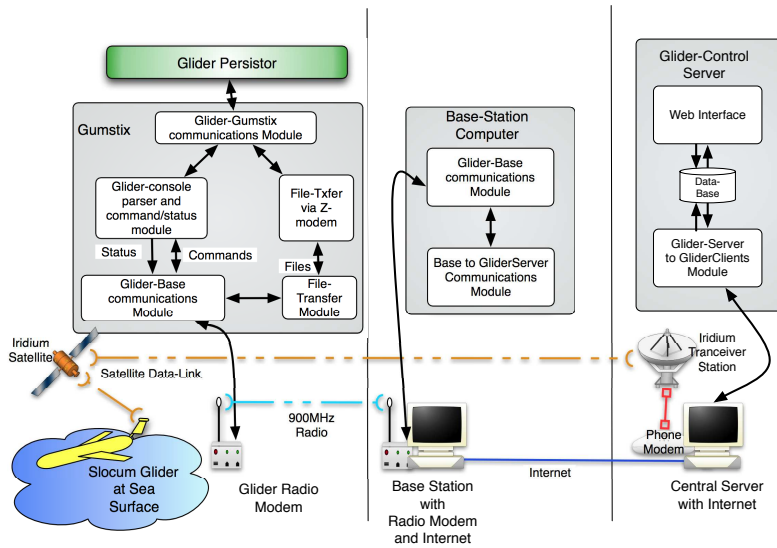 Glider Persistor
Gumstix
Glider-Gumstix
communications Module
Glider-console
parser and
command/status
module
File-Txfer
via Z-
modem
Status
Commands
Files
Glider-Base
communications
Module
File-
Transfer
Module
Base-Station
Computer
Glider-Base
communications
Module
Base to GliderServer
Communications
Module
Glider-Control
Server
Web Interface
Data-
Base
Glider-Server
to GliderClients
Module
Iridium
Satellite
Satellite Data-Link
900MHz
Radio
Iridium
Tranceiver
Station
Phone
Modem
Internet
Slocum Glider
at Sea
Surface
Glider Radio
Modem
Base Station
with
Radio Modem
and Internet
Central Server
with Internet